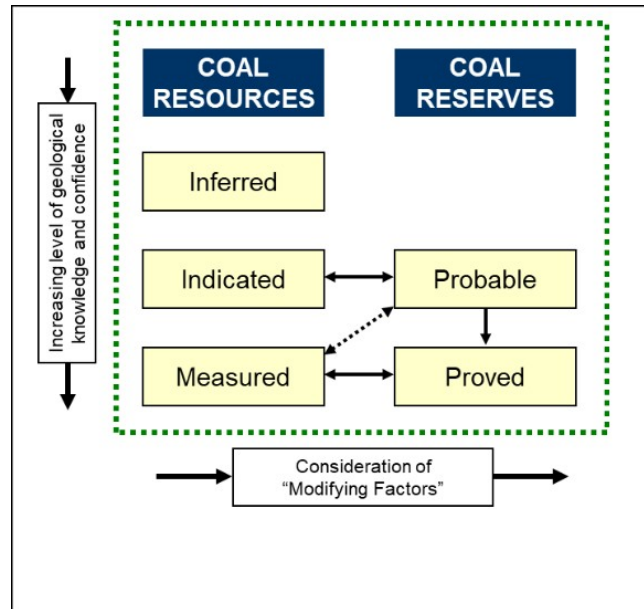 COAL
RESOURCES
COAL
RESERVES
Increasing level of geological
knowledge and confidence
Inferred
Indicated
Probable
Measured
Proved
Consideration of
“Modifying Factors”